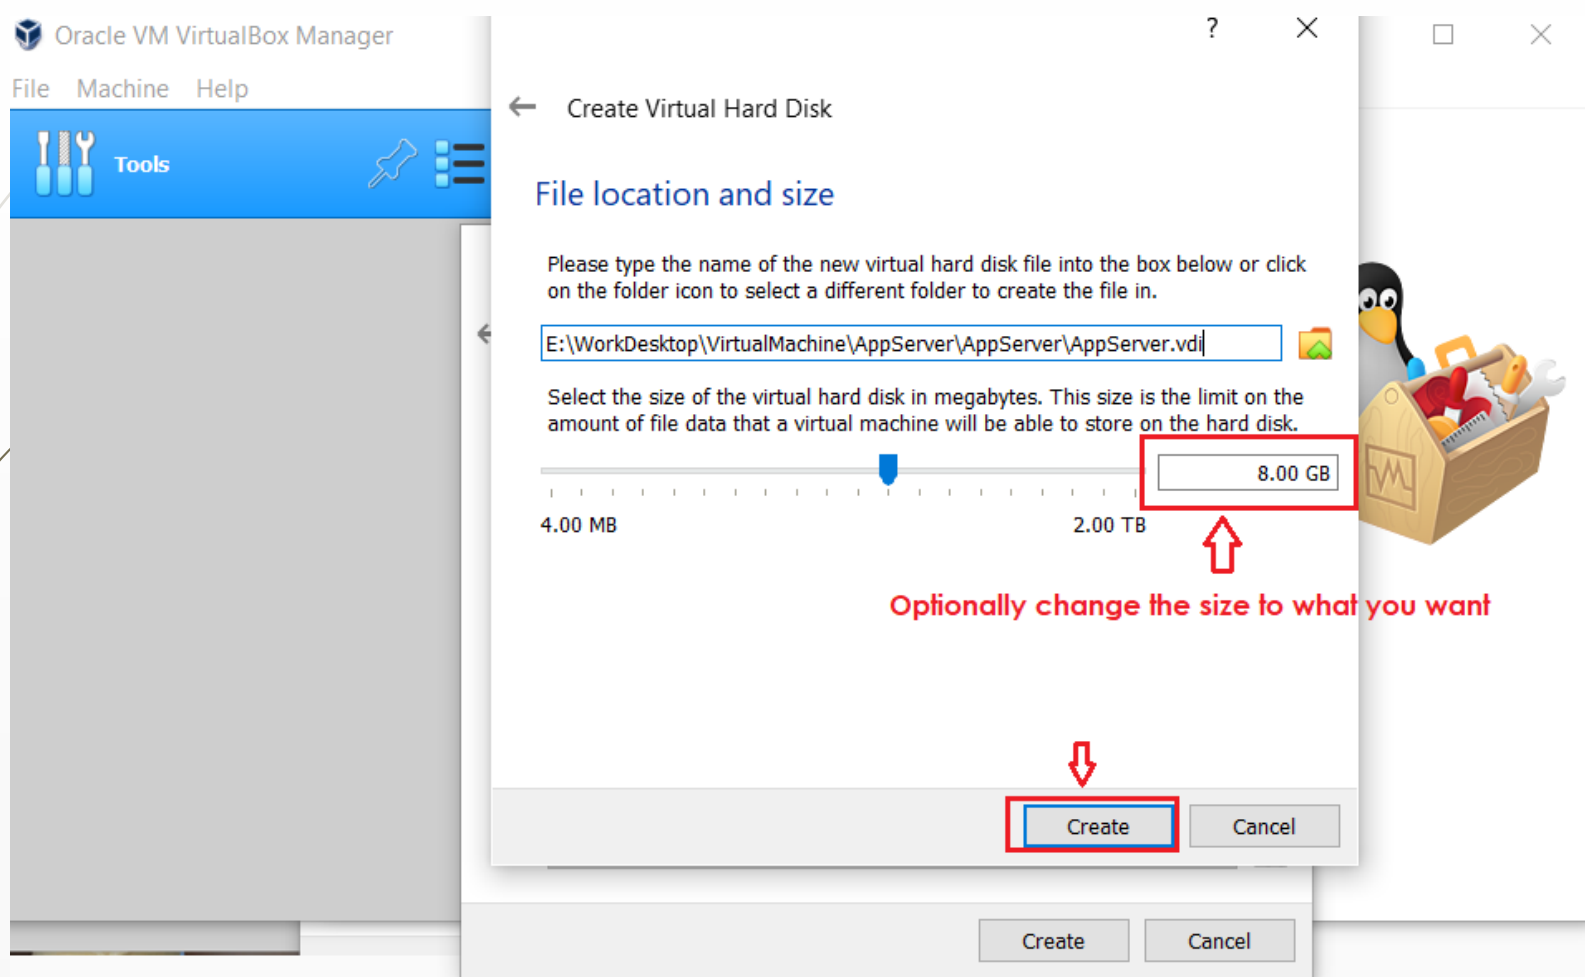 Oracle VM VirtualBox Manager
?
File Machine Help
Create Virtual Hard Disk
Tools
File location and size
Please type the name of the new virtual hard disk file into the box below or click
on the folder icon to select a different folder to create the file in.
E:\WorkDesktop\VirtualMachine\AppServer\AppServer\AppServer.vdi
Select the size of the virtual hard disk in megabytes. This size is the limit on the
amount of file data that a virtual machine will be able to store on the hard disk.
8.00 GB
4.00 MB 2.00 TB
Optionally change the size to what you want
Create Cancel
Create Cancel